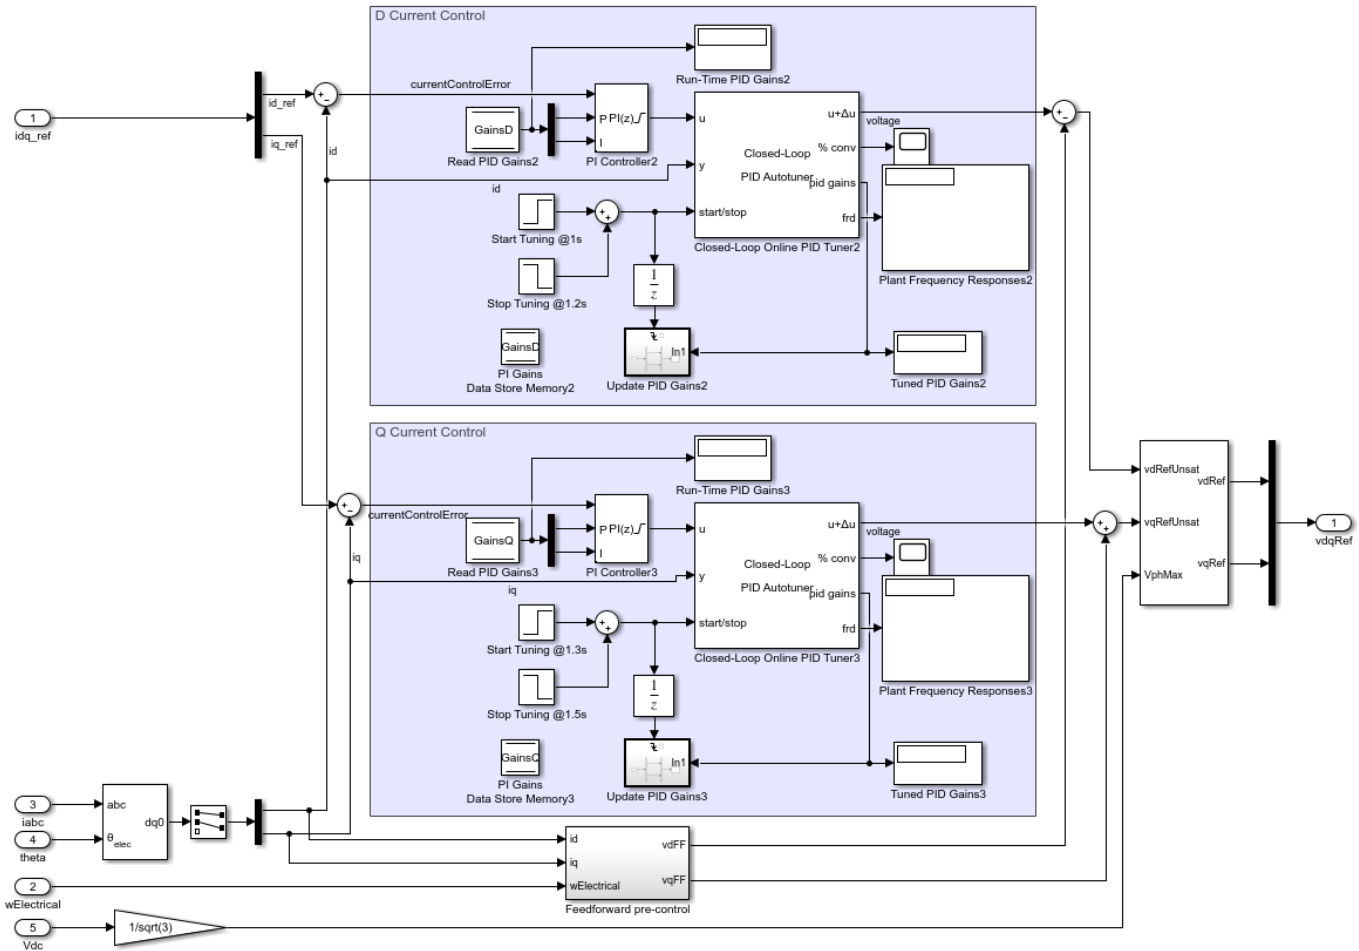 D Current Control
Run-Time PID Gains2
currentControlError
1
idq_ref
id_ref
iq_ref
+
-
id
GainsD
Read PID Gains2
P PI(z)
I
PI Controller2
u
y
start/stop
u+Δu
% conv
pid gains
frd
Closed-Loop
PID Autotuner
Closed-Loop Online PID Tuner2
voltage
+
-
id
Start Tuning @1s
+
+
Stop Tuning @1.2s
1
z
Plant Frequency Responses2
GainsD
PI Gains
Data Store Memory2
In1
Update PID Gains2
Tuned PID Gains2
Q Current Control
Run-Time PID Gains3
+
-
currentControlError
iq
GainsQ
Read PID Gains3
P PI(z)
I
PI Controller3
u
y
start/stop
u+Δu
% conv
pid gains
frd
Closed-Loop
PID Autotuner
Closed-Loop Online PID Tuner3
voltage
+
+
iq
Start Tuning @1.3s
+
+
Stop Tuning @1.5s
1
z
Plant Frequency Responses3
GainsQ
PI Gains
Data Store Memory3
In1
Update PID Gains3
Tuned PID Gains3
vdRefUnsat
vqRefUnsat
VphMax
vdRef
vqRef
1
vdqRef
3
iabc
4
theta
abc
θ elec
dq0
2
wElectrical
5
Vdc
1/sqrt(3)
id
iq
wElectrical
vdFF
vqFF
Feedforward pre-control